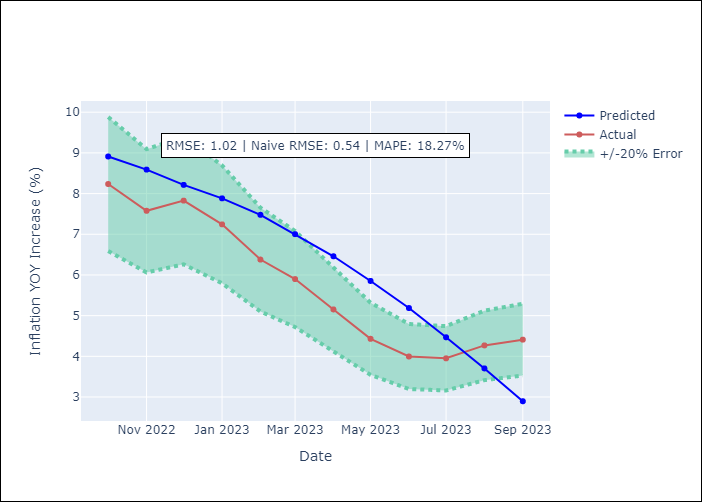 RMSE: 1.02 | Naive RMSE: 0.54 | MAPE: 18.27%
Predicted
Actual
+/-20% Error
Inflation YOY Increase (%)
10
9
8
7
6
5
4
3
Nov 2022 Jan 2023 Mar 2023 May 2023 Jul 2023 Sep 2023
Date